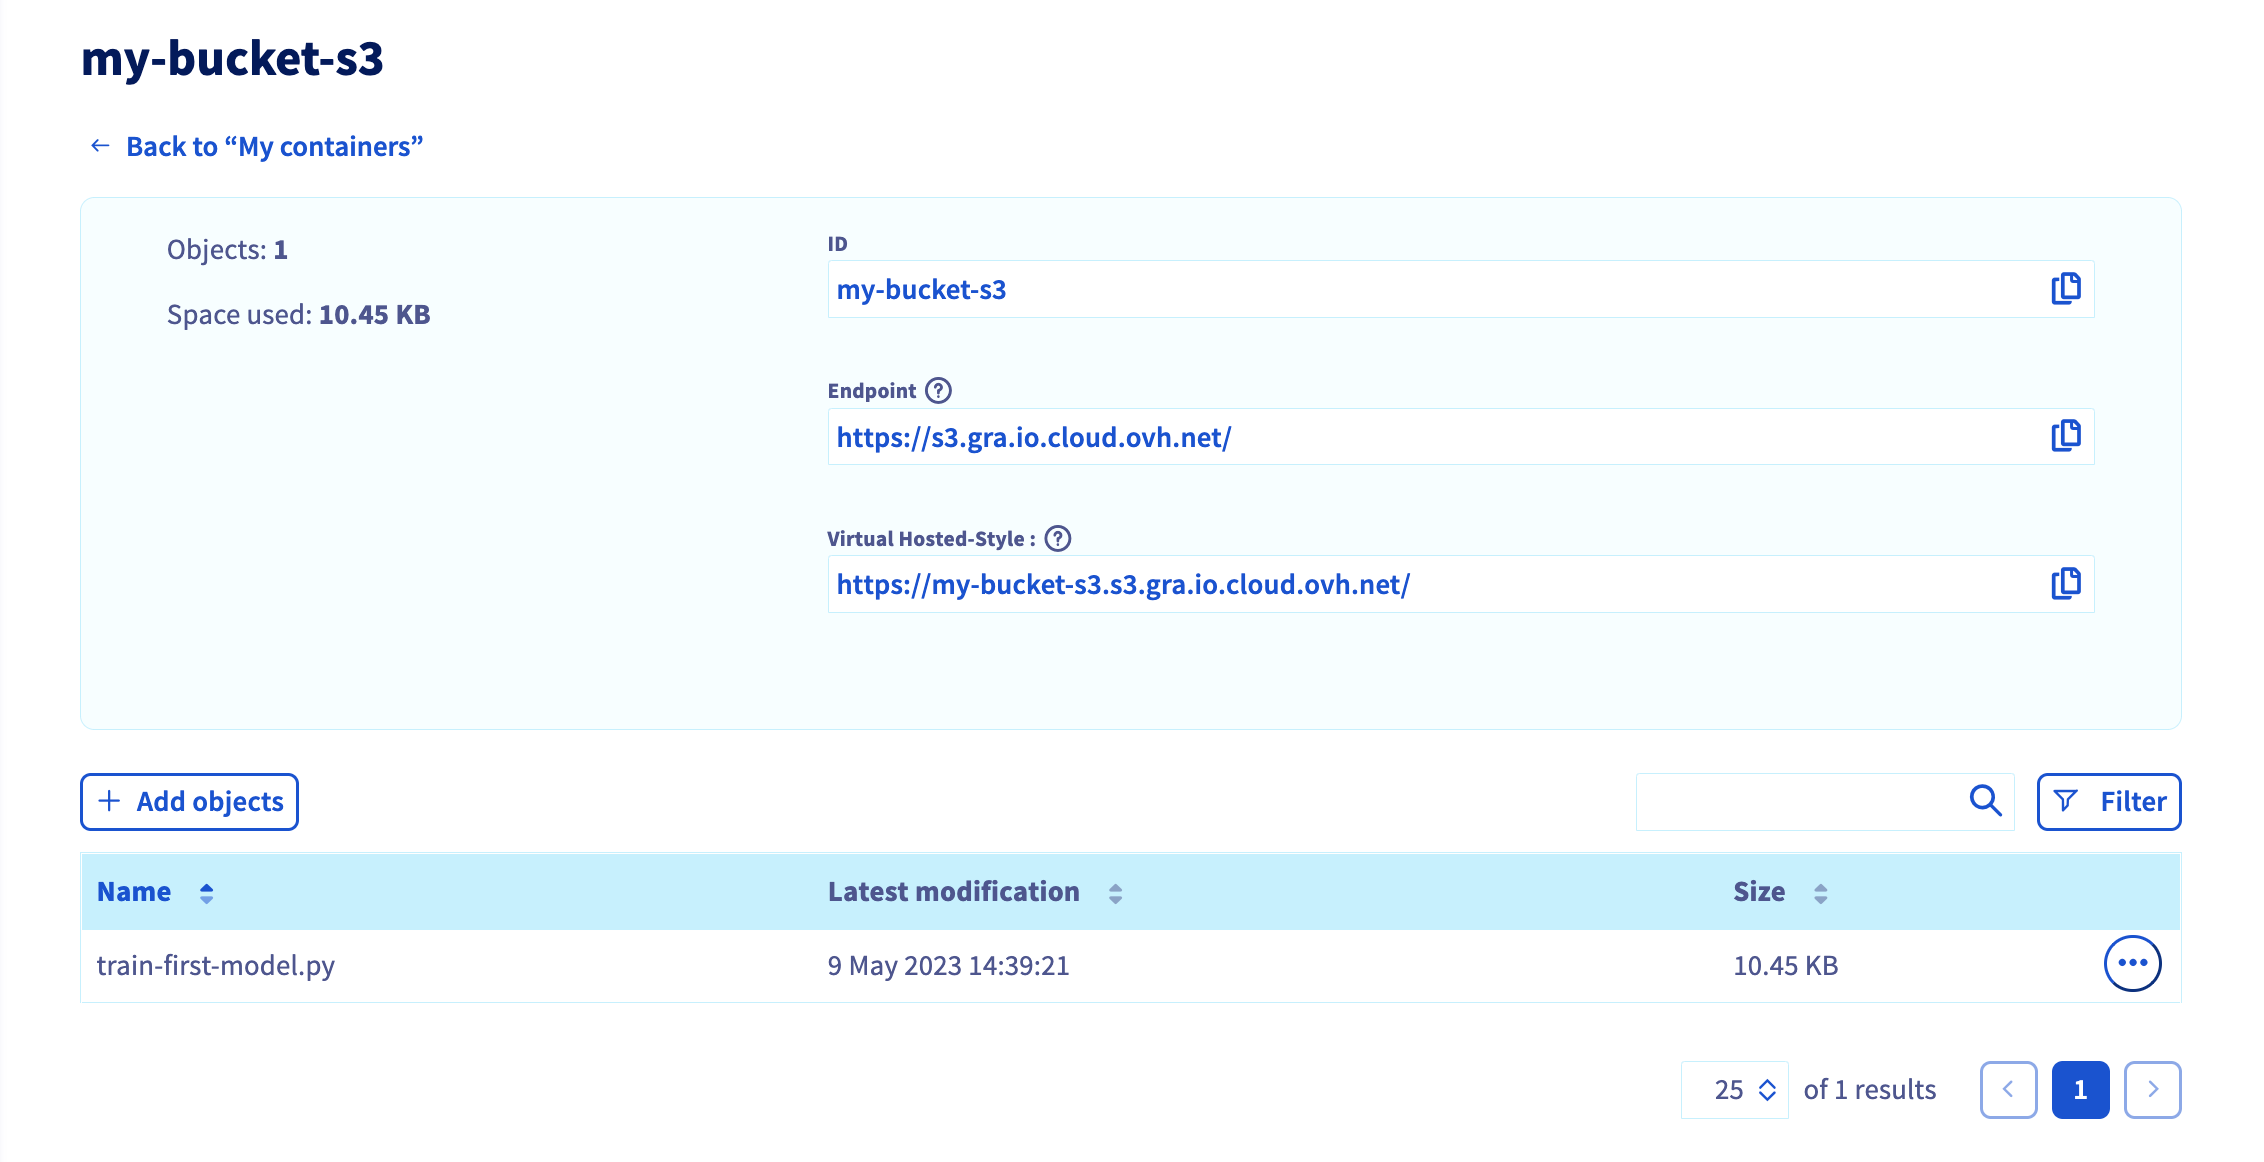 my-bucket-s3
← Back to “My containers”
Objects: 1
Space used: 10.45 KB
ID
my-bucket-s3
Endpoint ?
https://s3.gra.io.cloud.ovh.net/
Virtual Hosted-Style : ?
https://my-bucket-s3.s3.gra.io.cloud.ovh.net/
+ Add objects
Filter
Name Latest modification Size
train-first-model.py 9 May 2023 14:39:21 10.45 KB
25 of 1 results 1